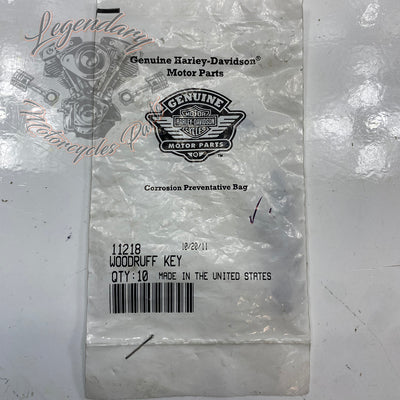 Legendary
Motorcycles Parts
Genuine Harley-Davidson®
Motor Parts
GENUINE
MOTOR
HARLEY-DAVIDSON
CYCLES
MOTOR PARTS
™
Corrosion Preventative Bag
11218 10/20/11
WOODRUFF KEY
QTY:10 MADE IN THE UNITED STATES